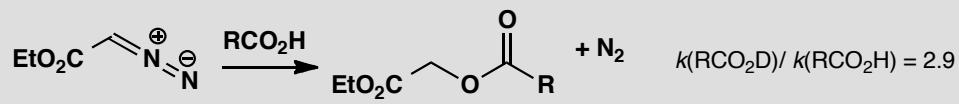 EtO₂C N⊕ N⊖ RCO₂H EtO₂C O O R + N₂ k(RCO₂D)/ k(RCO₂H) = 2.9